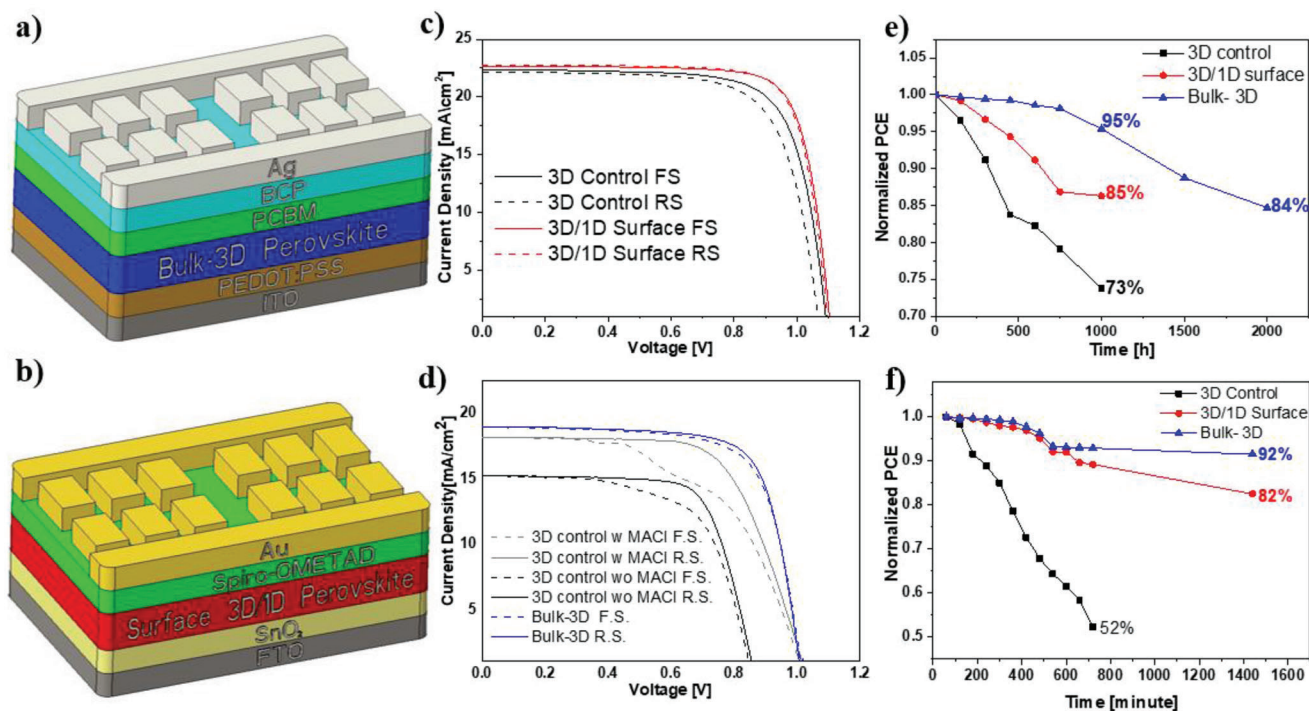 a)
Ag
BCP
PCBM
Bulk-3D Perovskite
PEDOT:PSS
ITO
b)
Au
Spiro-OMETAD
Surface 3D/1D Perovskite
SnO₂
FTO
c)
25
20
15
10
5
0.0 0.2 0.4 0.6 0.8 1.0 1.2
Current Density [mA\cm²]
Voltage [V]
3D Control FS
3D Control RS
3D/1D Surface FS
3D/1D Surface RS
d)
20
15
10
5
0.0 0.2 0.4 0.6 0.8 1.0 1.2
Current Density[mA/cm²]
Voltage [V]
3D control w MACl F.S.
3D control w MACl R.S.
3D control wo MACl F.S.
3D control wo MACl R.S.
Bulk-3D F.S.
Bulk-3D R.S.
e)
1.05
1.00
0.95
0.90
0.85
0.80
0.75
0.70
0 500 1000 1500 2000
Normalized PCE
Time [h]
3D control
3D/1D surface
Bulk- 3D
95%
85%
84%
73%
f)
1.0
0.9
0.8
0.7
0.6
0.5
0 200 400 600 800 1000 1200 1400 1600
Normalized PCE
Time [minute]
3D Control
3D/1D Surface
Bulk- 3D
92%
82%
52%